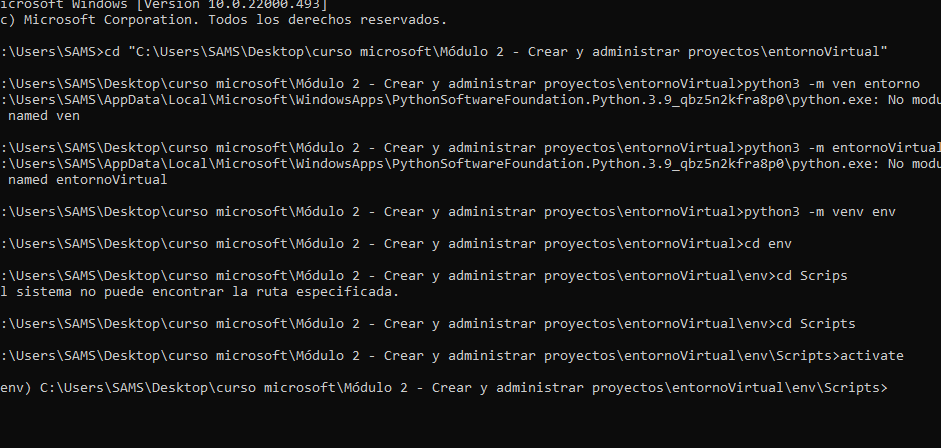 icrosoft Windows [Versión 10.0.22000.493]
c) Microsoft Corporation. Todos los derechos reservados.
:\Users\SAMS>cd "C:\Users\SAMS\Desktop\curso microsoft\Módulo 2 - Crear y administrar proyectos\entornoVirtual"
:\Users\SAMS\Desktop\curso microsoft\Módulo 2 - Crear y administrar proyectos\entornoVirtual>python3 -m ven entorno
:\Users\SAMS\AppData\Local\Microsoft\WindowsApps\PythonSoftwareFoundation.Python.3.9_qbz5n2kfra8p0\python.exe: No modu
named ven
:\Users\SAMS\Desktop\curso microsoft\Módulo 2 - Crear y administrar proyectos\entornoVirtual>python3 -m entornoVirtual
:\Users\SAMS\AppData\Local\Microsoft\WindowsApps\PythonSoftwareFoundation.Python.3.9_qbz5n2kfra8p0\python.exe: No modu
named entornoVirtual
:\Users\SAMS\Desktop\curso microsoft\Módulo 2 - Crear y administrar proyectos\entornoVirtual>python3 -m venv env
:\Users\SAMS\Desktop\curso microsoft\Módulo 2 - Crear y administrar proyectos\entornoVirtual>cd env
:\Users\SAMS\Desktop\curso microsoft\Módulo 2 - Crear y administrar proyectos\entornoVirtual\env>cd Scrips
l sistema no puede encontrar la ruta especificada.
:\Users\SAMS\Desktop\curso microsoft\Módulo 2 - Crear y administrar proyectos\entornoVirtual\env>cd Scripts
:\Users\SAMS\Desktop\curso microsoft\Módulo 2 - Crear y administrar proyectos\entornoVirtual\env\Scripts>activate
env) C:\Users\SAMS\Desktop\curso microsoft\Módulo 2 - Crear y administrar proyectos\entornoVirtual\env\Scripts>